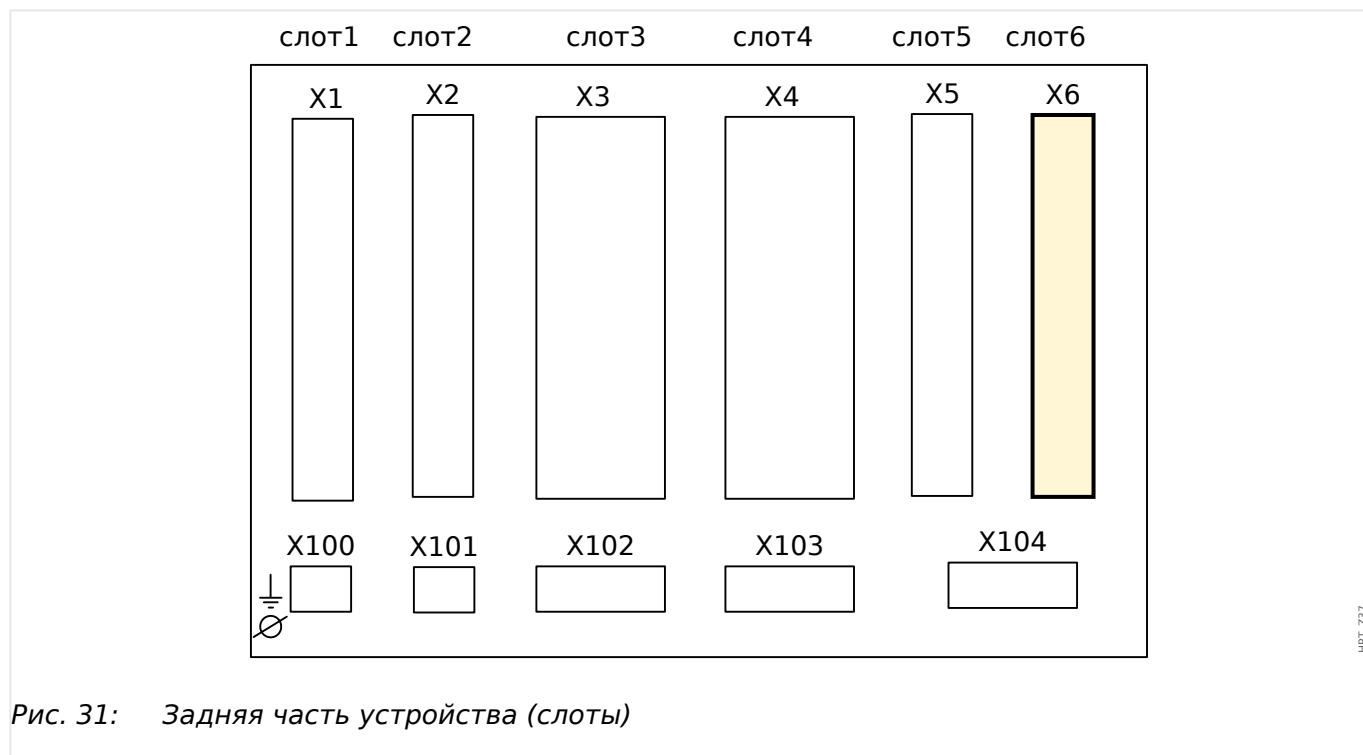 слот1 слот2 слот3 слот4 слот5 слот6
X1 X2 X3 X4 X5 X6
X100 X101 X102 X103 X104
Рис. 31: Задняя часть устройства (слоты)